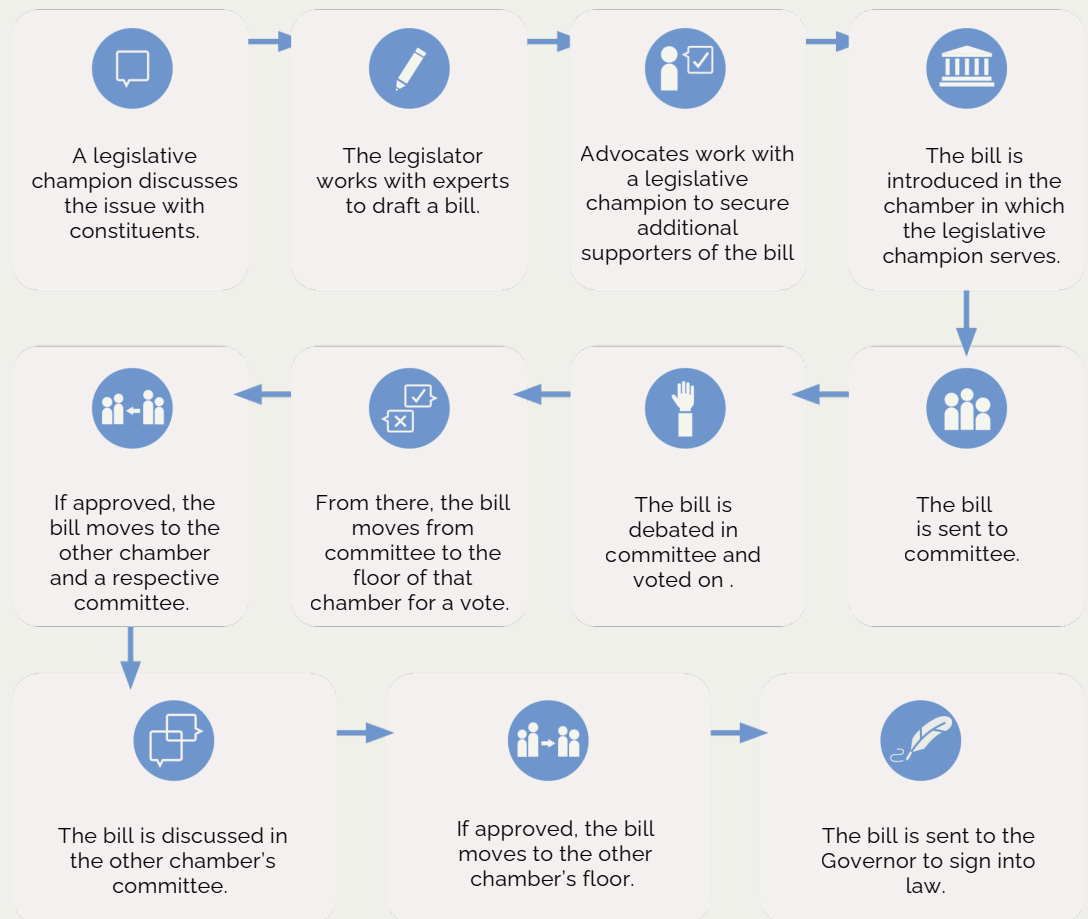 A legislative
champion discusses
the issue with
constituents.
The legislator
works with experts
to draft a bill.
Advocates work with
a legislative
champion to secure
additional
supporters of the bill
The bill is
introduced in the
chamber in which
the legislative
champion serves.
The bill
is sent to
committee.
The bill is
debated in
committee and
voted on .
From there, the bill
moves from
committee to the
floor of that
chamber for a vote.
If approved, the
bill moves to the
other chamber
and a respective
committee.
The bill is discussed in
the other chamber's
committee.
If approved, the bill
moves to the other
chamber's floor.
The bill is sent to the
Governor to sign into
law.